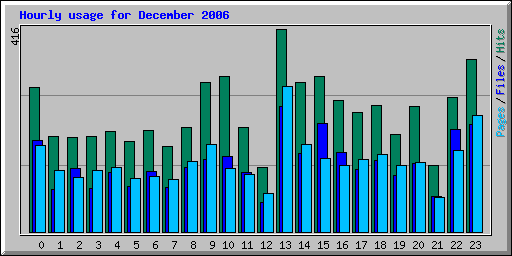 Hourly usage for December 2006
416
Pages/Files/Hits
0 1 2 3 4 5 6 7 8 9 10 11 12 13 14 15 16 17 18 19 20 21 22 23